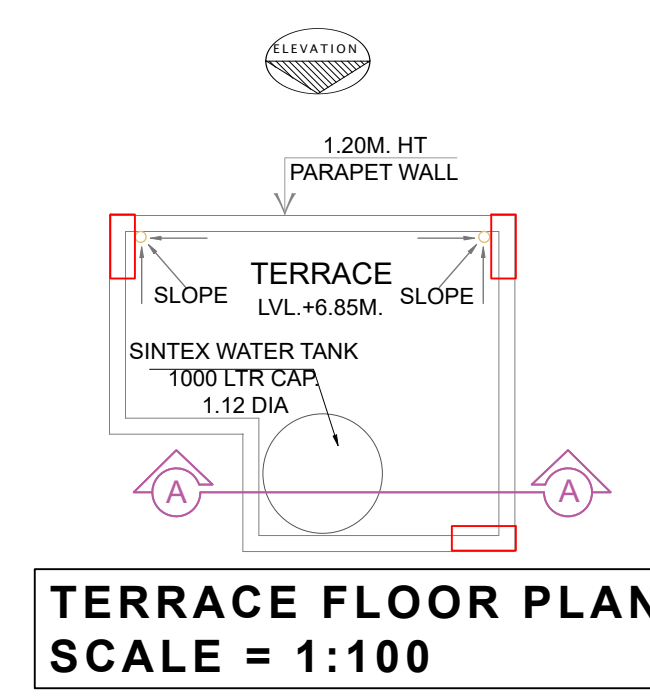 ELEVATION
1.20M. HT
PARAPET WALL
TERRACE
LVL.+6.85M.
SLOPE
SLOPE
SINTEX WATER TANK
1000 LTR CAP.
1.12 DIA
A
A
TERRACE FLOOR PLAN
SCALE = 1:100